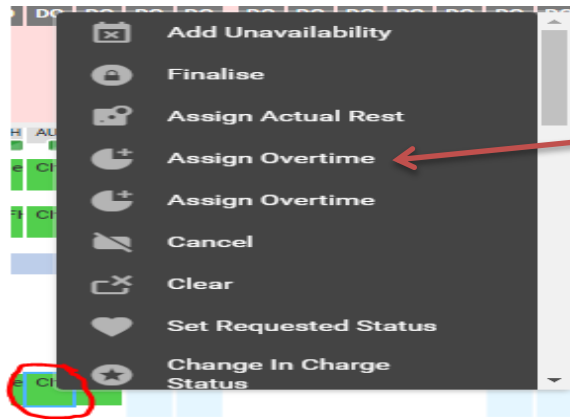 Add Unavailability
Finalise
Assign Actual Rest
Assign Overtime
Assign Overtime
Cancel
Clear
Set Requested Status
Change In Charge
Status